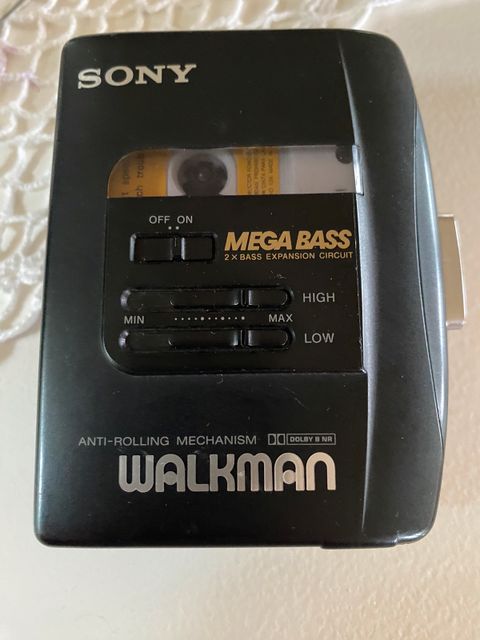 SONY
OFF ON
MEGA BASS
2 × BASS EXPANSION CIRCUIT
HIGH
MIN MAX
LOW
ANTI-ROLLING MECHANISM DOLBY B NR
WALKMAN